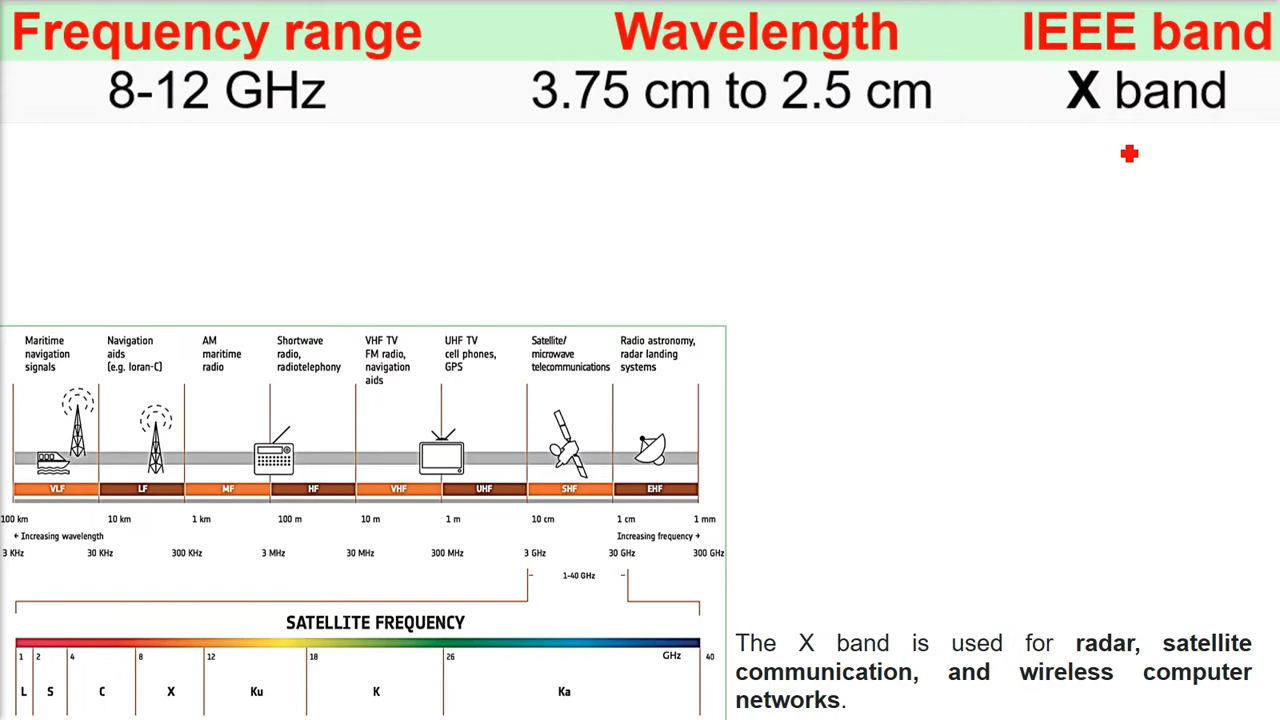 Frequency range Wavelength IEEE band
8-12 GHz 3.75 cm to 2.5 cm X band
Maritime navigation signals
Navigation aids (e.g. loran-C)
AM maritime radio
Shortwave radio, radiotelephony
VHF TV FM radio, navigation aids
UHF TV cell phones, GPS
Satellite/ microwave telecommunications
Radio astronomy, radar landing systems
VLF LF MF HF VHF UHF SHF EHF
100 km 10 km 1 km 100 m 10 m 1 m 10 cm 1 cm 1 mm
Increasing wavelength Increasing frequency
3 KHz 30 KHz 300 KHz 3 MHz 30 MHz 300 MHz 3 GHz 30 GHz 300 GHz
1-40 GHz
SATELLITE FREQUENCY
1 2 4 8 12 18 26 GHz 40
L S C X Ku K Ka
The X band is used for radar, satellite
communication, and wireless computer
networks.